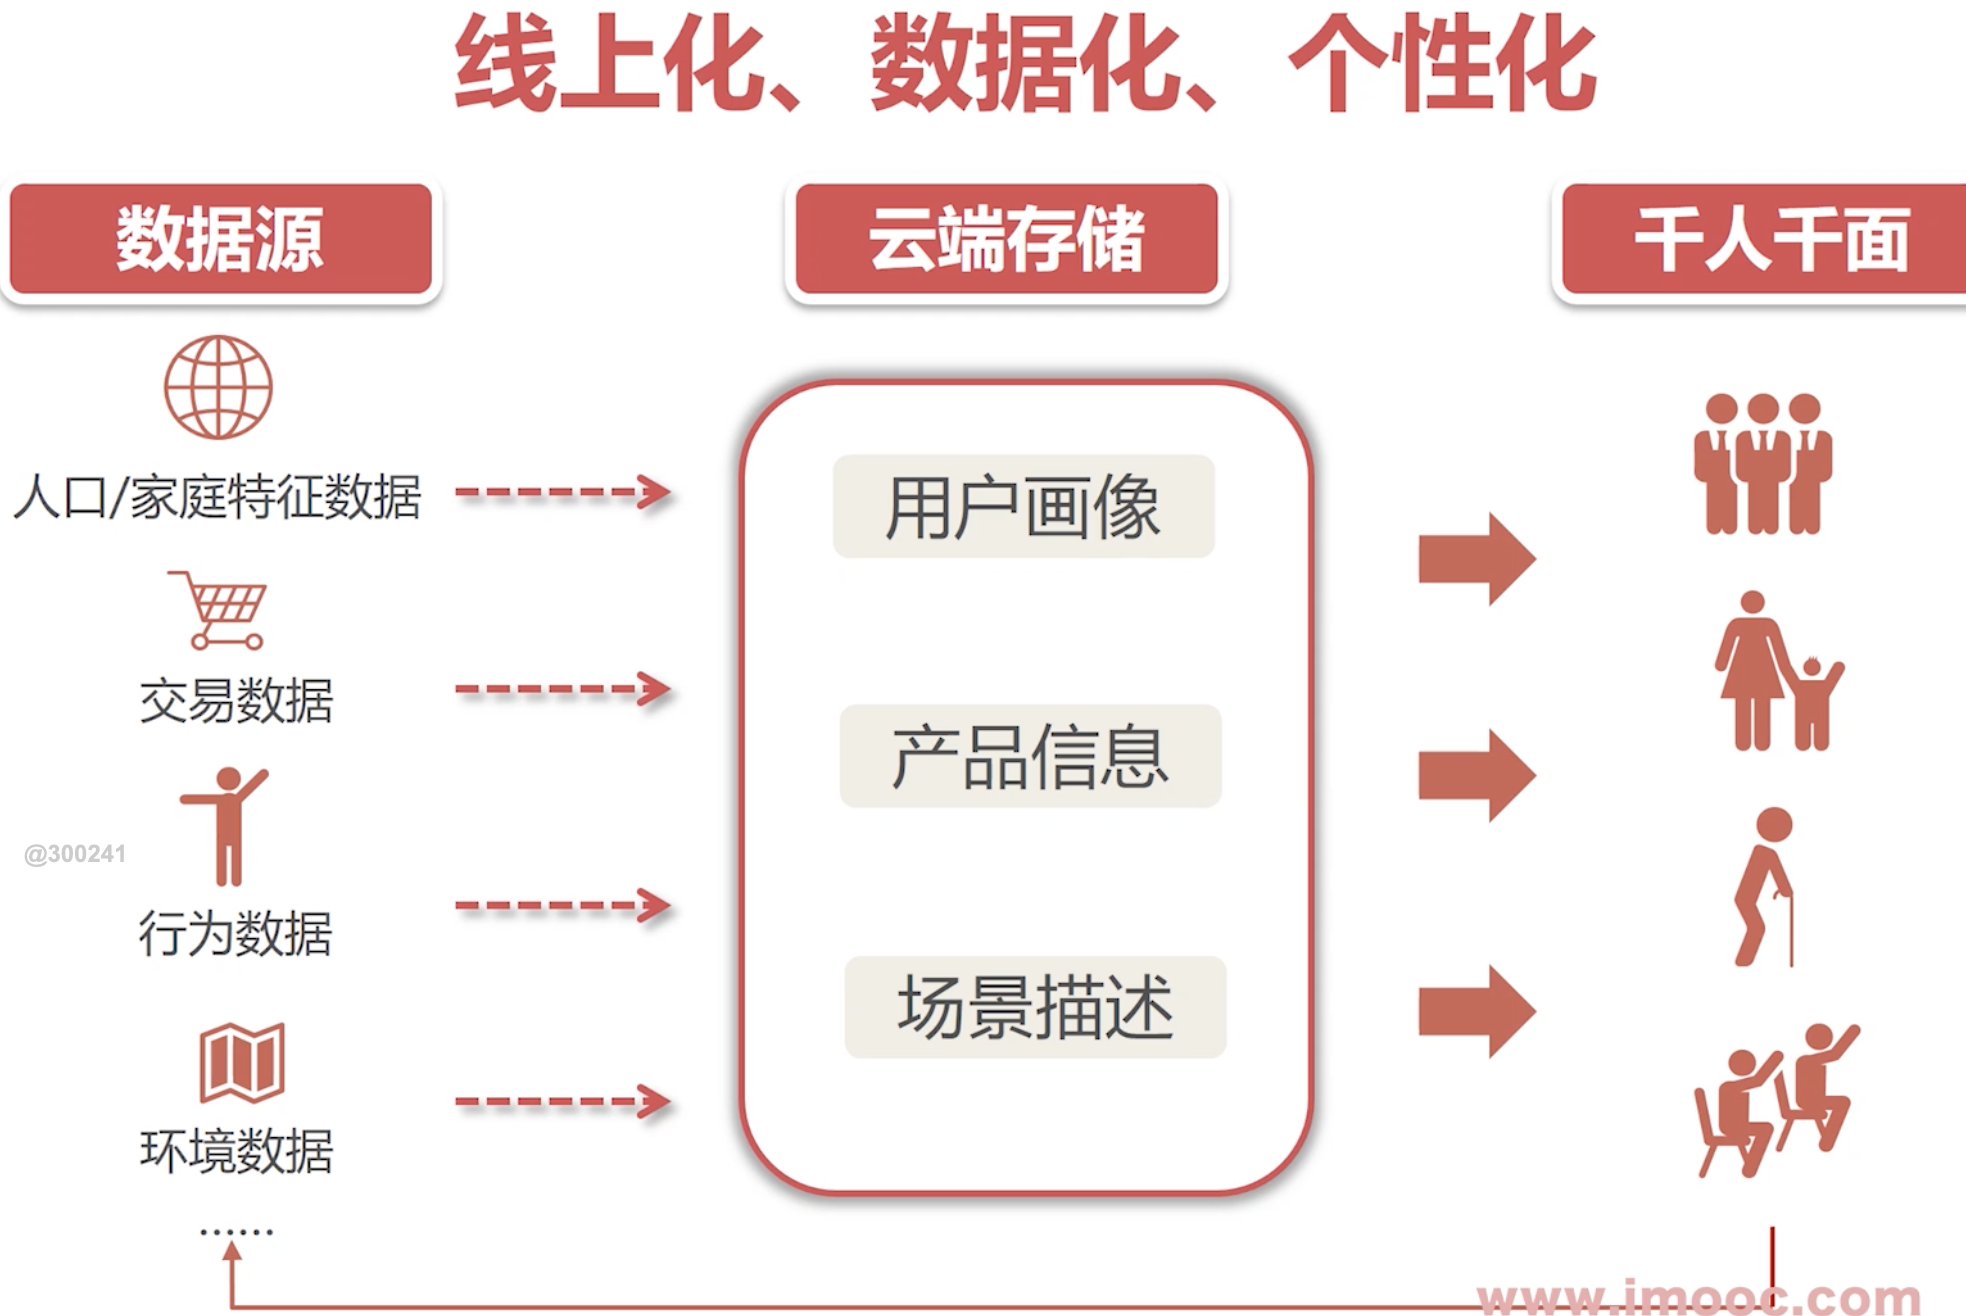 线上化、数据化、个性化
数据源
云端存储
千人千面
人口/家庭特征数据
交易数据
行为数据
环境数据
......
用户画像
产品信息
场景描述
@300241
www.imooc.com